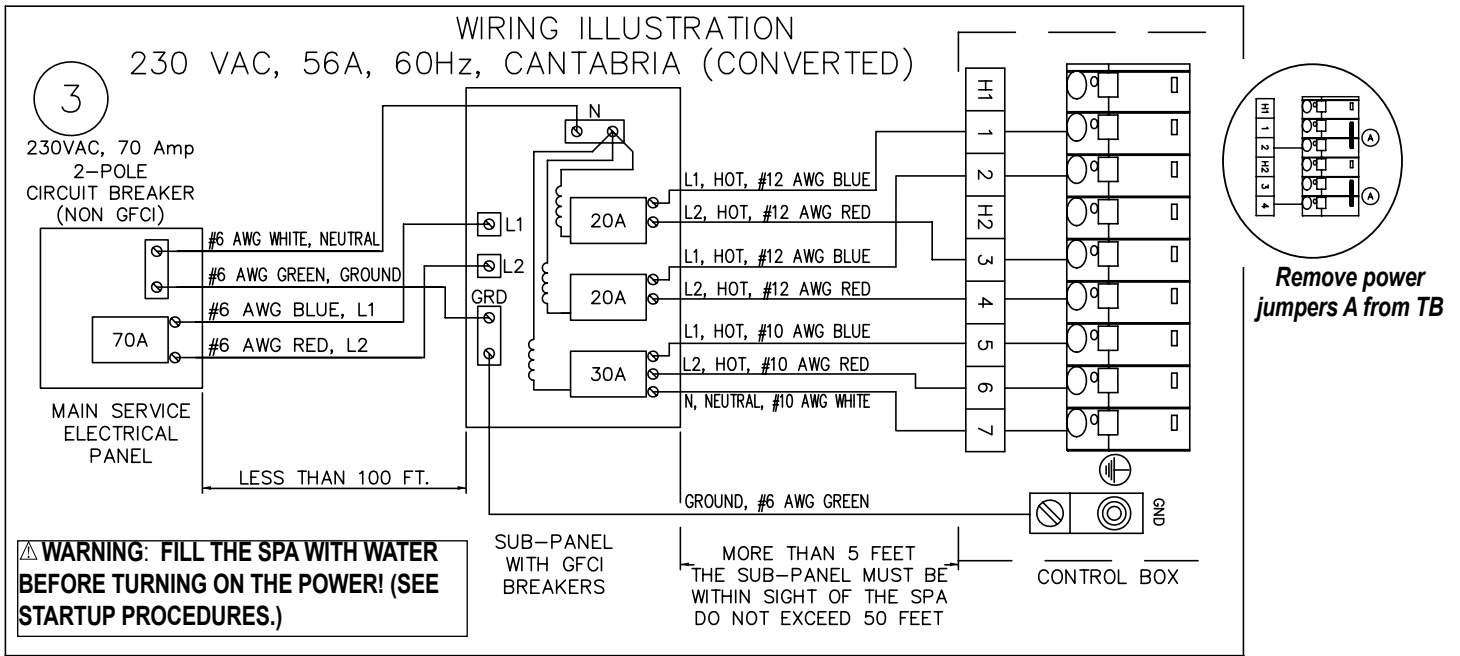 WIRING ILLUSTRATION
230 VAC, 56A, 60Hz, CANTABRIA (CONVERTED)
3
230VAC, 70 Amp
2-POLE
CIRCUIT BREAKER
(NON GFCI)
#6 AWG WHITE, NEUTRAL
#6 AWG GREEN, GROUND
#6 AWG BLUE, L1
#6 AWG RED, L2
70A
MAIN SERVICE
ELECTRICAL
PANEL
LESS THAN 100 FT.
N
L1
L2
GRD
20A
20A
30A
SUB-PANEL
WITH GFCI
BREAKERS
L1, HOT, #12 AWG BLUE
L2, HOT, #12 AWG RED
L1, HOT, #12 AWG BLUE
L2, HOT, #12 AWG RED
L1, HOT, #10 AWG BLUE
L2, HOT, #10 AWG RED
N, NEUTRAL, #10 AWG WHITE
GROUND, #6 AWG GREEN
MORE THAN 5 FEET
THE SUB-PANEL MUST BE
WITHIN SIGHT OF THE SPA
DO NOT EXCEED 50 FEET
H1
1
2
H2
3
4
5
6
7
GND
CONTROL BOX
H1
1
2
H2
3
4
A
A
Remove power
jumpers A from TB
⚠ WARNING: FILL THE SPA WITH WATER
BEFORE TURNING ON THE POWER! (SEE
STARTUP PROCEDURES.)